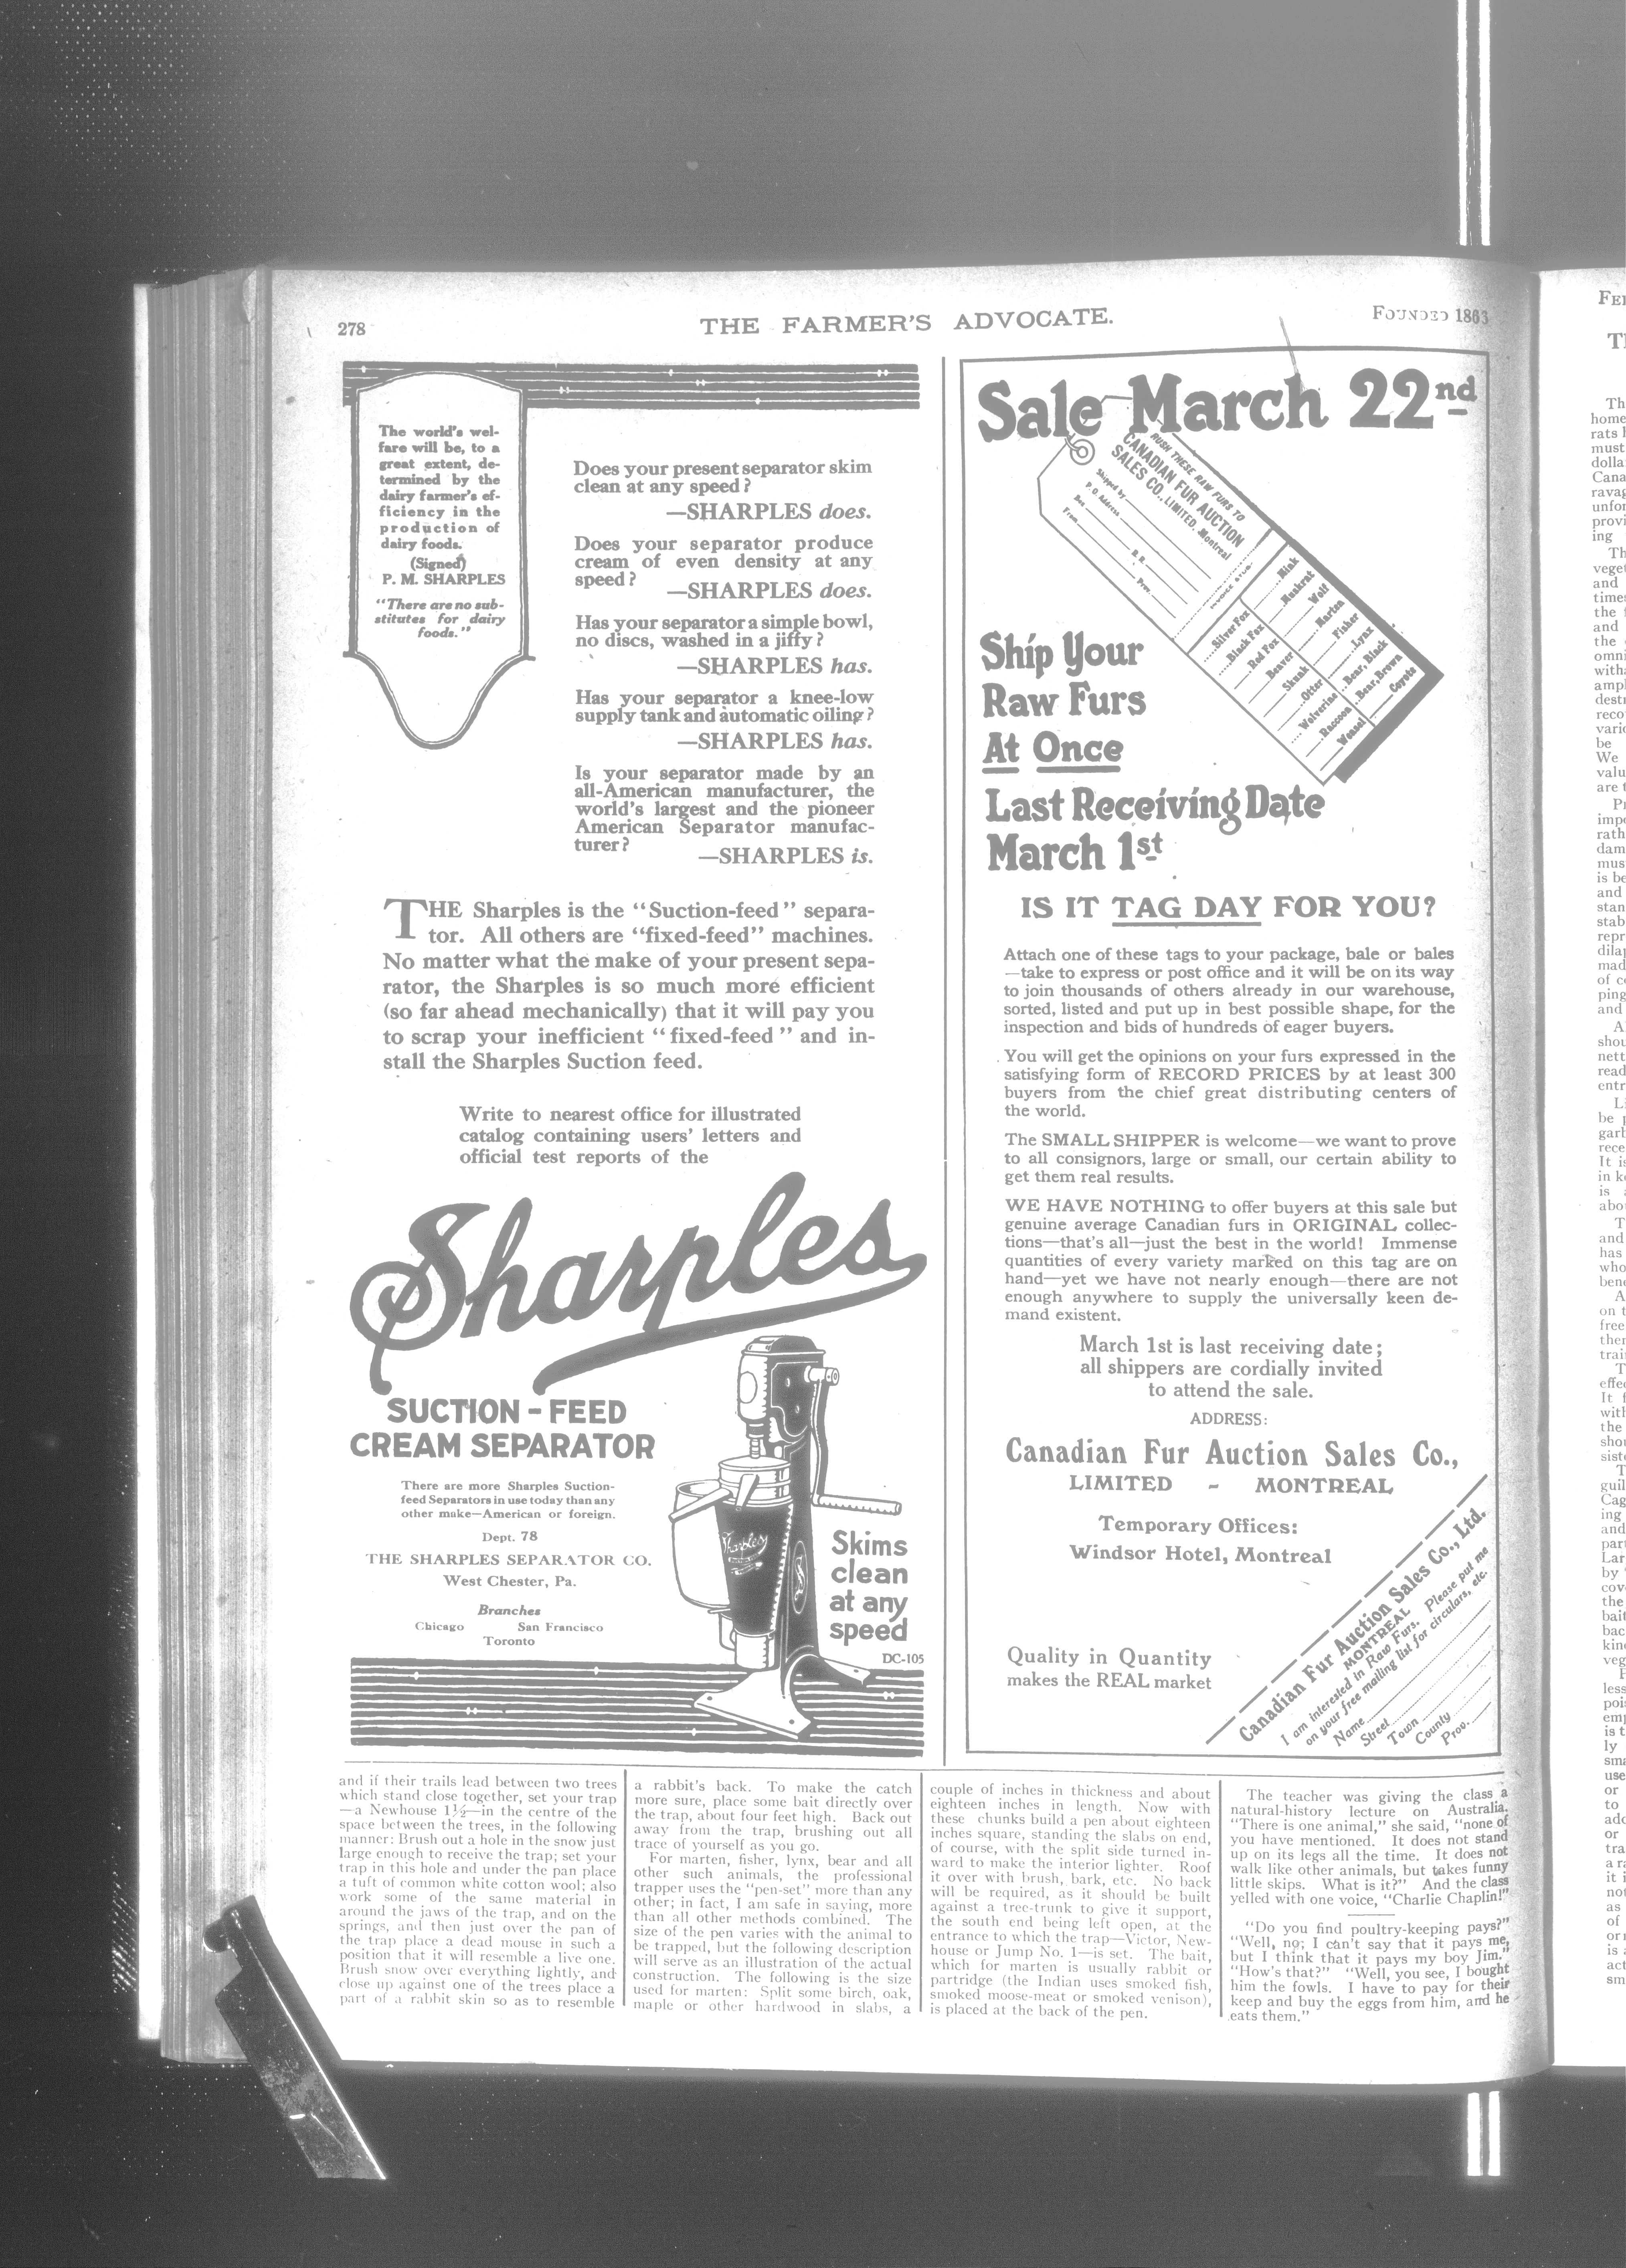 278
THE FARMER'S ADVOCATE.
FOUNDED 1863
The world's wel-
fare will be, to a
great extent, de-
termined by the
dairy farmer's ef-
ficiency in the
production of
dairy foods.
(Signed)
P. M. SHARPLES
"There are no sub-
stitutes for dairy
foods."
Does your present separator skim
clean at any speed?
—SHARPLES does.
Does your separator produce
cream of even density at any
speed?
—SHARPLES does.
Has your separator a simple bowl,
no discs, washed in a jiffy?
—SHARPLES has.
Has your separator a knee-low
supply tank and automatic oiling?
—SHARPLES has.
Is your separator made by an
all-American manufacturer, the
world's largest and the pioneer
American Separator manufac-
turer?
—SHARPLES is.
THE Sharples is the "Suction-feed" separa-
tor. All others are "fixed-feed" machines.
No matter what the make of your present sepa-
rator, the Sharples is so much more efficient
(so far ahead mechanically) that it will pay you
to scrap your inefficient "fixed-feed" and in-
stall the Sharples Suction feed.
Write to nearest office for illustrated
catalog containing users' letters and
official test reports of the
Sharples
SUCTION-FEED
CREAM SEPARATOR
There are more Sharples Suction-
feed Separators in use today than any
other make—American or foreign.
Dept. 78
THE SHARPLES SEPARATOR CO.
West Chester, Pa.
Branches
Chicago San Francisco
Toronto
Sharples
S
Skims
clean
at any
speed
DC-105
Sale March 22nd
RUSH THESE RAW FURS TO
CANADIAN FUR AUCTION
SALES CO., LIMITED, Montreal
Shipped by
P. O. Address
Box R. R.
From Prov.
INVOICE STUB.
Silver Fox
Black Fox
Red Fox
Beaver
Skunk
Otter
Wolverine
Raccoon
Weasel
Mink
Muskrat
Wolf
Marten
Fisher
Lynx
Bear, Black
Bear, Brown
Coyote
Ship Your
Raw Furs
At Once
Last Receiving Date
March 1st
IS IT TAG DAY FOR YOU?
Attach one of these tags to your package, bale or bales
—take to express or post office and it will be on its way
to join thousands of others already in our warehouse,
sorted, listed and put up in best possible shape, for the
inspection and bids of hundreds of eager buyers.
You will get the opinions on your furs expressed in the
satisfying form of RECORD PRICES by at least 300
buyers from the chief great distributing centers of
the world.
The SMALL SHIPPER is welcome—we want to prove
to all consignors, large or small, our certain ability to
get them real results.
WE HAVE NOTHING to offer buyers at this sale but
genuine average Canadian furs in ORIGINAL collec-
tions—that's all—just the best in the world! Immense
quantities of every variety marked on this tag are on
hand—yet we have not nearly enough—there are not
enough anywhere to supply the universally keen de-
mand existent.
March 1st is last receiving date;
all shippers are cordially invited
to attend the sale.
ADDRESS:
Canadian Fur Auction Sales Co.,
LIMITED - MONTREAL
Temporary Offices:
Windsor Hotel, Montreal
Quality in Quantity
makes the REAL market
Canadian Fur Auction Sales Co., Ltd.
MONTREAL
I am interested in Raw Furs. Please put me
on your free mailing list for circulars, etc.
Name
Street
Town
County
Prov.
and if their trails lead between two trees
which stand close together, set your trap
—a Newhouse 1½—in the centre of the
space between the trees, in the following
manner: Brush out a hole in the snow just
large enough to receive the trap; set your
trap in this hole and under the pan place
a tuft of common white cotton wool; also
work some of the same material in
around the jaws of the trap, and on the
springs, and then just over the pan of
the trap place a dead mouse in such a
position that it will resemble a live one.
Brush snow over everything lightly, and
close up against one of the trees place a
part of a rabbit skin so as to resemble
a rabbit's back. To make the catch
more sure, place some bait directly over
the trap, about four feet high. Back out
away from the trap, brushing out all
trace of yourself as you go.
For marten, fisher, lynx, bear and all
other such animals, the professional
trapper uses the "pen-set" more than any
other; in fact, I am safe in saying, more
than all other methods combined. The
size of the pen varies with the animal to
be trapped, but the following description
will serve as an illustration of the actual
construction. The following is the size
used for marten: Split some birch, oak,
maple or other hardwood in slabs, a
couple of inches in thickness and about
eighteen inches in length. Now with
these chunks build a pen about eighteen
inches square, standing the slabs on end,
of course, with the split side turned in-
ward to make the interior lighter. Roof
it over with brush, bark, etc. No back
will be required, as it should be built
against a tree-trunk to give it support,
the south end being left open, at the
entrance to which the trap—Victor, New-
house or Jump No. 1—is set. The bait,
which for marten is usually rabbit or
partridge (the Indian uses smoked fish,
smoked moose-meat or smoked venison),
is placed at the back of the pen.
The teacher was giving the class a
natural-history lecture on Australia.
"There is one animal," she said, "none of
you have mentioned. It does not stand
up on its legs all the time. It does not
walk like other animals, but takes funny
little skips. What is it?" And the class
yelled with one voice, "Charlie Chaplin!"
"Do you find poultry-keeping pays?"
"Well, no; I can't say that it pays me,
but I think that it pays my boy Jim."
"How's that?" "Well, you see, I bought
him the fowls. I have to pay for their
keep and buy the eggs from him, and he
eats them."